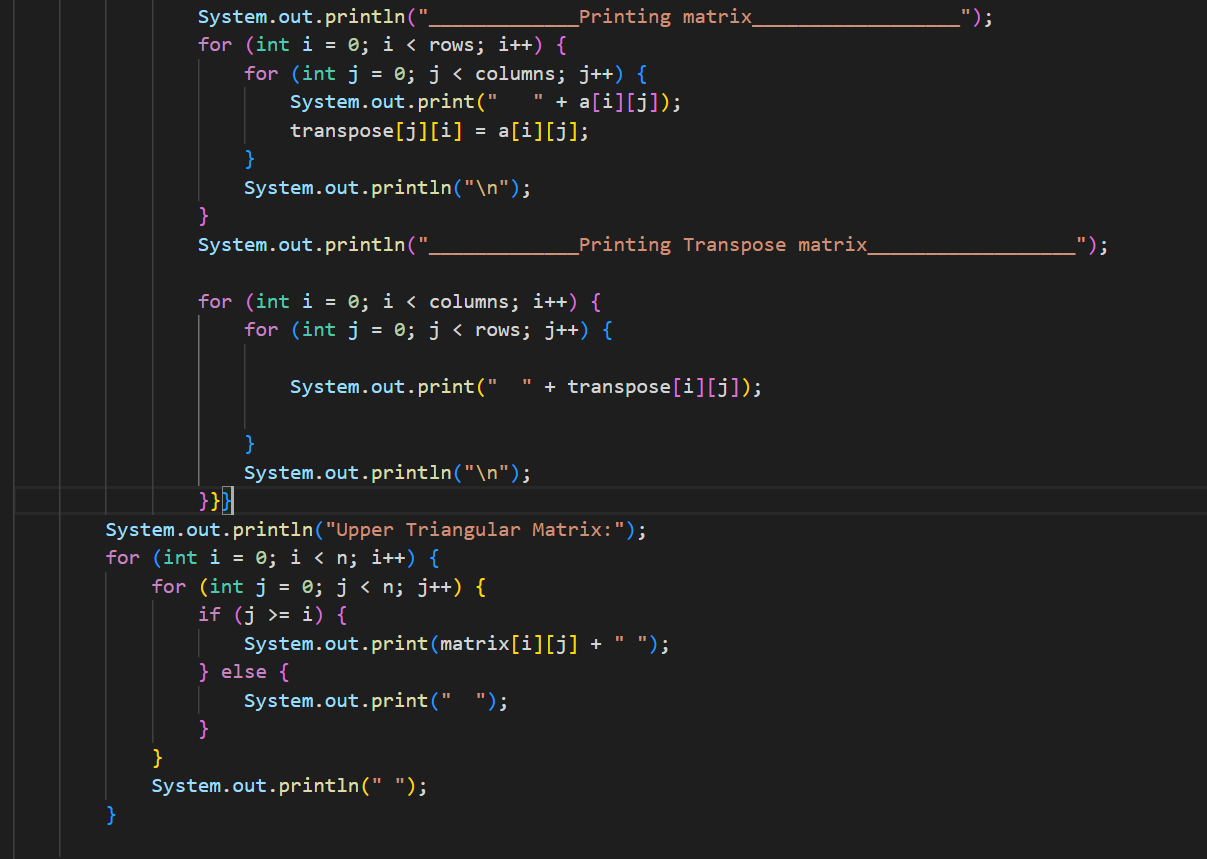 System.out.println("_____________Printing matrix__________________");
for (int i = 0; i < rows; i++) {
for (int j = 0; j < columns; j++) {
System.out.print("   " + a[i][j]);
transpose[j][i] = a[i][j];
}
System.out.println("\n");
}
System.out.println("_____________Printing Transpose matrix__________________");
for (int i = 0; i < columns; i++) {
for (int j = 0; j < rows; j++) {
System.out.print("  " + transpose[i][j]);
}
System.out.println("\n");
}}}
System.out.println("Upper Triangular Matrix:");
for (int i = 0; i < n; i++) {
for (int j = 0; j < n; j++) {
if (j >= i) {
System.out.print(matrix[i][j] + " ");
} else {
System.out.print("  ");
}
}
System.out.println(" ");
}